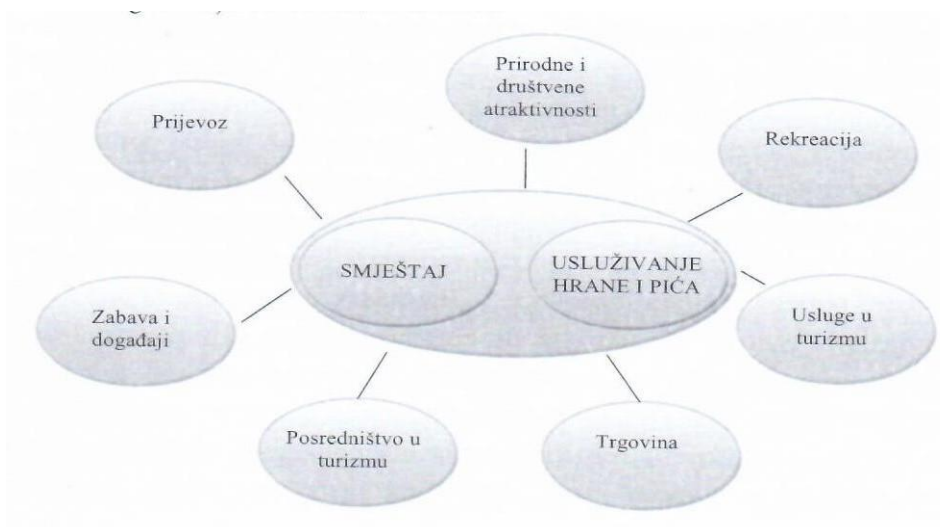 Prirodne i
društvene
atraktivnosti
Prijevoz
Rekreacija
SMJEŠTAJ
USLUŽIVANJE
HRANE I PIĆA
Zabava i
događaji
Usluge u
turizmu
Posredništvo u
turizmu
Trgovina